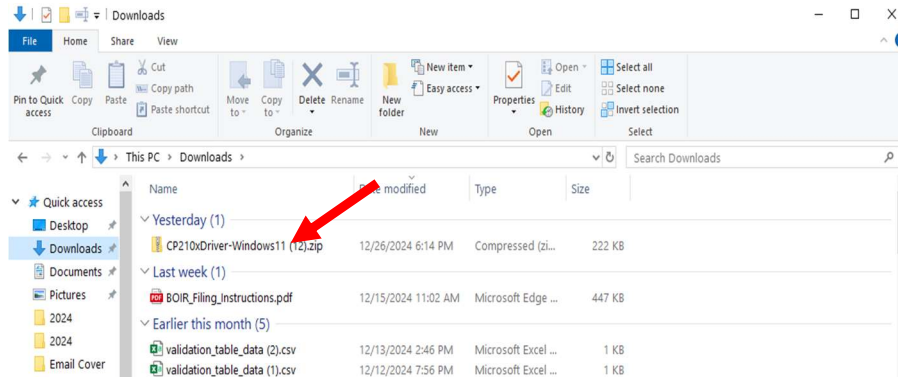 Downloads
File Home Share View
Pin to Quick access
Copy
Paste
Cut
Copy path
Paste shortcut
Clipboard
Move to
Copy to
Delete
Rename
Organize
New folder
New item
Easy access
New
Properties
Open
Edit
History
Open
Select all
Select none
Invert selection
Select
This PC > Downloads >
Search Downloads
Quick access
Desktop
Downloads
Documents
Pictures
2024
2024
Email Cover
Name modified Type Size
Yesterday (1)
CP210xDriver-Windows11 (12).zip 12/26/2024 6:14 PM Compressed (zi... 222 KB
Last week (1)
BOIR_Filing_Instructions.pdf 12/15/2024 11:02 AM Microsoft Edge ... 447 KB
Earlier this month (5)
validation_table_data (2).csv 12/13/2024 2:46 PM Microsoft Excel ... 1 KB
validation_table_data (1).csv 12/12/2024 7:56 PM Microsoft Excel ... 1 KB